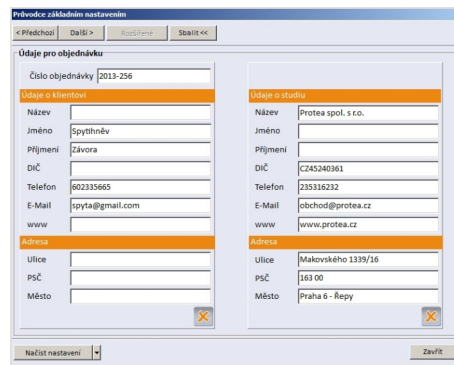 Průvodce základním nastavením
< Předchozí Další > Rozšířené Sbalit <<
Údaje pro objednávku
Číslo objednávky 2013-256
Údaje o klientovi
Název
Jméno Spytihněv
Příjmení Závora
DIČ
Telefon 602335665
E-Mail spyta@gmail.com
www
Adresa
Ulice
PSČ
Město
Údaje o studiu
Název Protea spol. s r.o.
Jméno
Příjmení
DIČ CZ45240361
Telefon 235316232
E-Mail obchod@protea.cz
www www.protea.cz
Adresa
Ulice Makovského 1339/16
PSČ 163 00
Město Praha 6 - Řepy
Načíst nastavení Zavřít